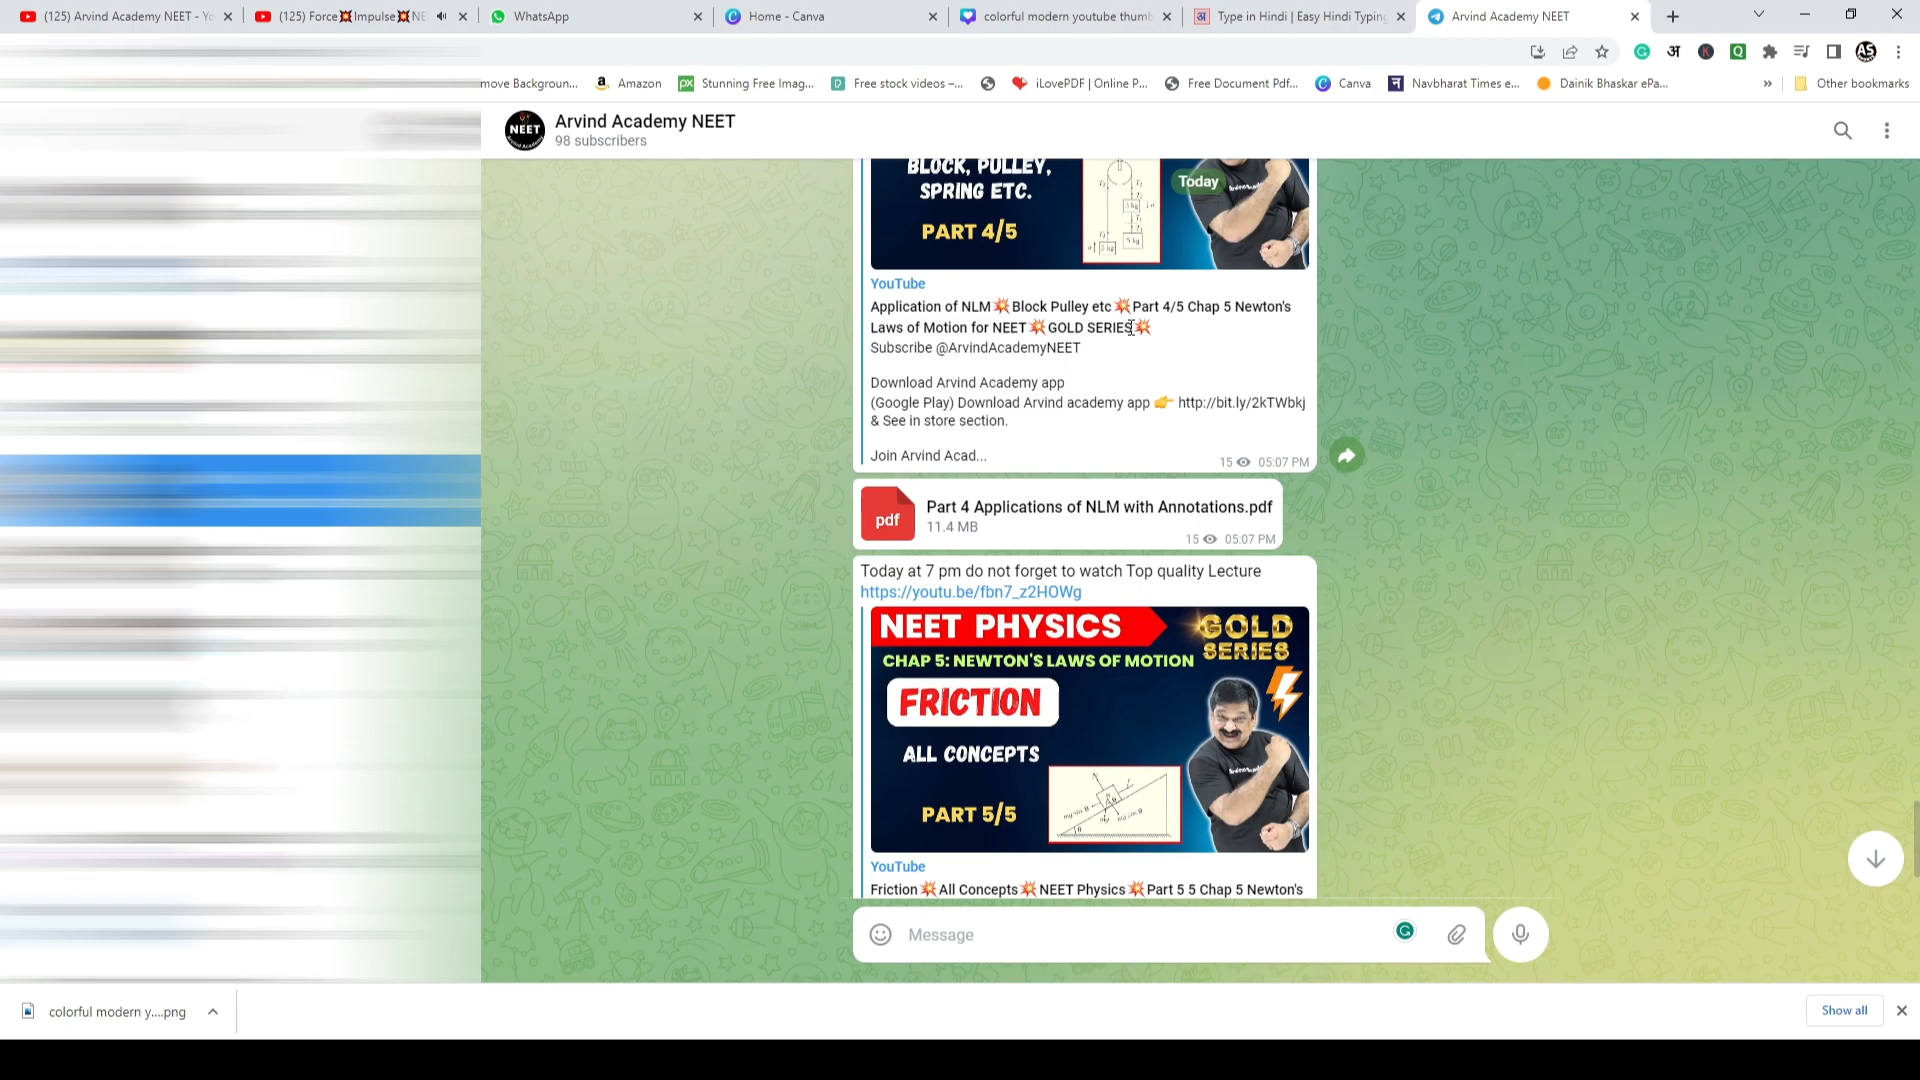 (125) Arvind Academy NEET - Yo
(125) Force💥Impulse💥NE
WhatsApp
Home - Canva
colorful modern youtube thumb
Type in Hindi | Easy Hindi Typing
Arvind Academy NEET
move Backgroun...
Amazon
Stunning Free Imag...
Free stock videos –...
iLovePDF | Online P...
Free Document Pdf...
Canva
Navbharat Times e...
Dainik Bhaskar ePa...
»
Other bookmarks
NEET
Arvind Academy NEET
98 subscribers
BLOCK, PULLEY,
SPRING ETC.
PART 4/5
Today
YouTube
Application of NLM💥Block Pulley etc💥Part 4/5 Chap 5 Newton's
Laws of Motion for NEET💥GOLD SERIES💥
Subscribe @ArvindAcademyNEET
Download Arvind Academy app
(Google Play) Download Arvind academy app 👉 http://bit.ly/2kTWbkj
& See in store section.
Join Arvind Acad...
15 05:07 PM
pdf
Part 4 Applications of NLM with Annotations.pdf
11.4 MB
15 05:07 PM
Today at 7 pm do not forget to watch Top quality Lecture
https://youtu.be/fbn7_z2HOWg
NEET PHYSICS
GOLD
SERIES
CHAP 5: NEWTON'S LAWS OF MOTION
FRICTION
ALL CONCEPTS
PART 5/5
YouTube
Friction💥All Concepts💥NEET Physics💥Part 5 5 Chap 5 Newton's
Message
colorful modern y....png
Show all